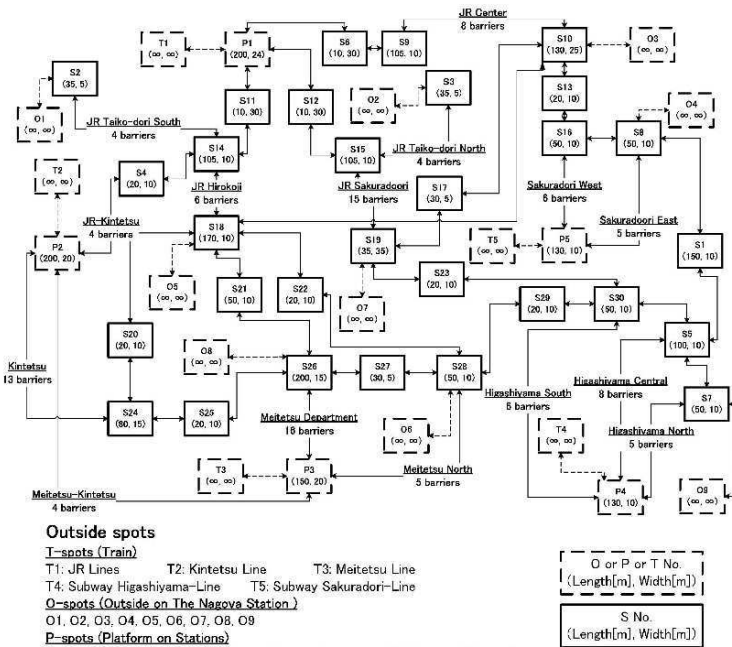 JR Center
8 barriers
T1
(∞, ∞)
P1
(200, 24)
S6
(10, 30)
S9
(105, 10)
S10
(130, 25)
O3
(∞, ∞)
S2
(35, 5)
S11
(10, 30)
S12
(10, 30)
O2
(∞, ∞)
S3
(35, 5)
S13
(20, 10)
O4
(∞, ∞)
O1
(∞, ∞)
JR Taiko-dori South
4 barriers
S14
(105, 10)
S15
(105, 10)
JR Taiko-dori North
4 barriers
S16
(50, 10)
S8
(50, 10)
T2
(∞, ∞)
S4
(20, 10)
JR Hirokoji
6 barriers
JR Sakuradoori
15 barriers
S17
(30, 5)
Sakuradori West
6 barriers
Sakuradoori East
5 barriers
JR-Kintetsu
4 barriers
P2
(200, 20)
S18
(170, 10)
S19
(35, 35)
T5
(∞, ∞)
P5
(130, 10)
S1
(150, 10)
O5
(∞, ∞)
S21
(50, 10)
S22
(20, 10)
O7
(∞, ∞)
S23
(20, 10)
S29
(20, 10)
S30
(50, 10)
S20
(20, 10)
O8
(∞, ∞)
S26
(200, 15)
S27
(30, 5)
S28
(50, 10)
S5
(100, 10)
Kintetsu
13 barriers
Higashiyama South
5 barriers
Higashiyama Central
8 barriers
S24
(80, 15)
S25
(20, 10)
Meitetsu Department
16 barriers
O6
(∞, ∞)
T4
(∞, ∞)
Higashiyama North
5 barriers
S7
(50, 10)
Meitetsu-Kintetsu
4 barriers
T3
(∞, ∞)
P3
(150, 20)
Meitetsu North
5 barriers
P4
(130, 10)
O9
(∞, ∞)
Outside spots
T-spots (Train)
T1: JR Lines T2: Kintetsu Line T3: Meitetsu Line
T4: Subway Higashiyama-Line T5: Subway Sakuradori-Line
O-spots (Outside on The Nagoya Station )
O1, O2, O3, O4, O5, O6, O7, O8, O9
P-spots (Platform on Stations)
O or P or T No.
(Length[m], Width[m])
S No.
(Length[m], Width[m])